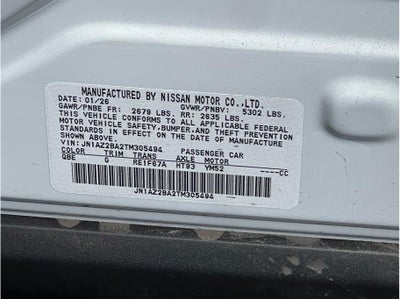 MANUFACTURED BY NISSAN MOTOR CO.,LTD.
DATE: 01/26 GVWR/PNBV: 5302 LBS.
GAWR/PNBE FR: 2679 LBS. RR: 2635 LBS.
THIS VEHICLE CONFORMS TO ALL APPLICABLE FEDERAL
MOTOR VEHICLE SAFETY,BUMPER,AND THEFT PREVENTION
STANDARDS IN EFFECT ON THE DATE OF MANUFACTURE
SHOWN ABOVE.
VIN: JN1AZ2BA2TM305494 PASSENGER CAR
COLOR TRIM TRANS AXLE MOTOR
QBE G RE1F67A HT93 YM52 ----CC
JN1AZ2BA2TM305494